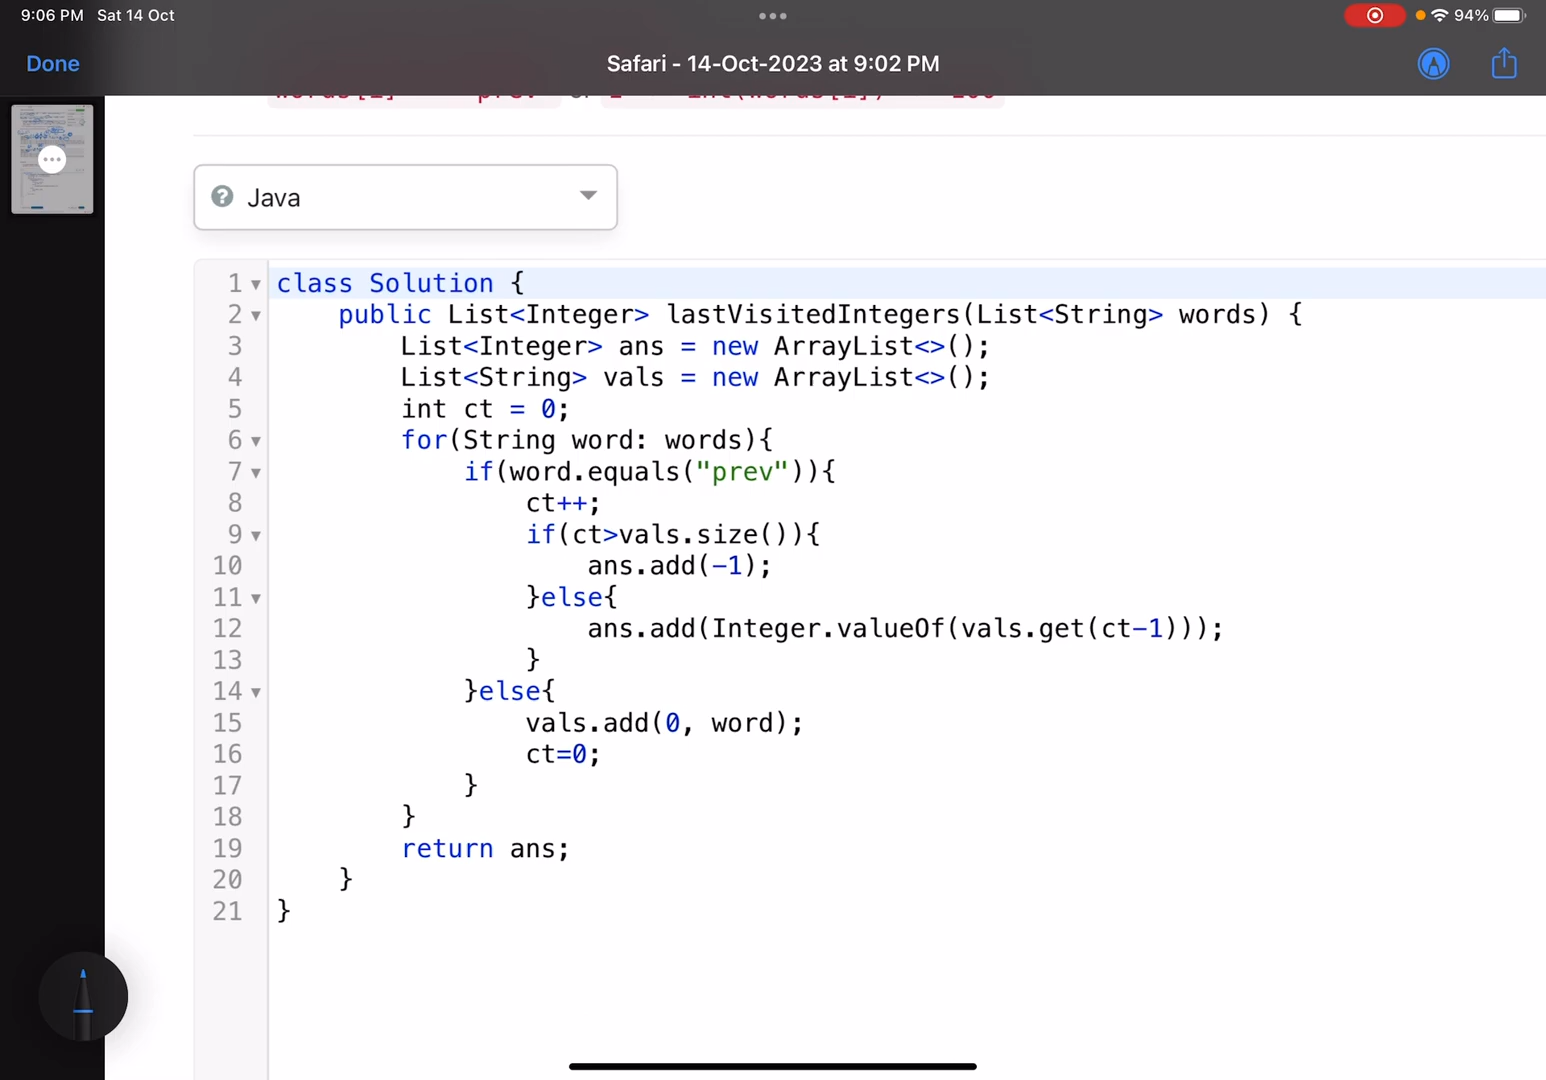 9:06 PM Sat 14 Oct
94%
Done
Safari - 14-Oct-2023 at 9:02 PM
Java
1 class Solution {
2     public List<Integer> lastVisitedIntegers(List<String> words) {
3         List<Integer> ans = new ArrayList<>();
4         List<String> vals = new ArrayList<>();
5         int ct = 0;
6         for(String word: words){
7             if(word.equals("prev")){
8                 ct++;
9                 if(ct>vals.size()){
10                     ans.add(-1);
11                 }else{
12                     ans.add(Integer.valueOf(vals.get(ct-1)));
13                 }
14             }else{
15                 vals.add(0, word);
16                 ct=0;
17             }
18         }
19         return ans;
20     }
21 }